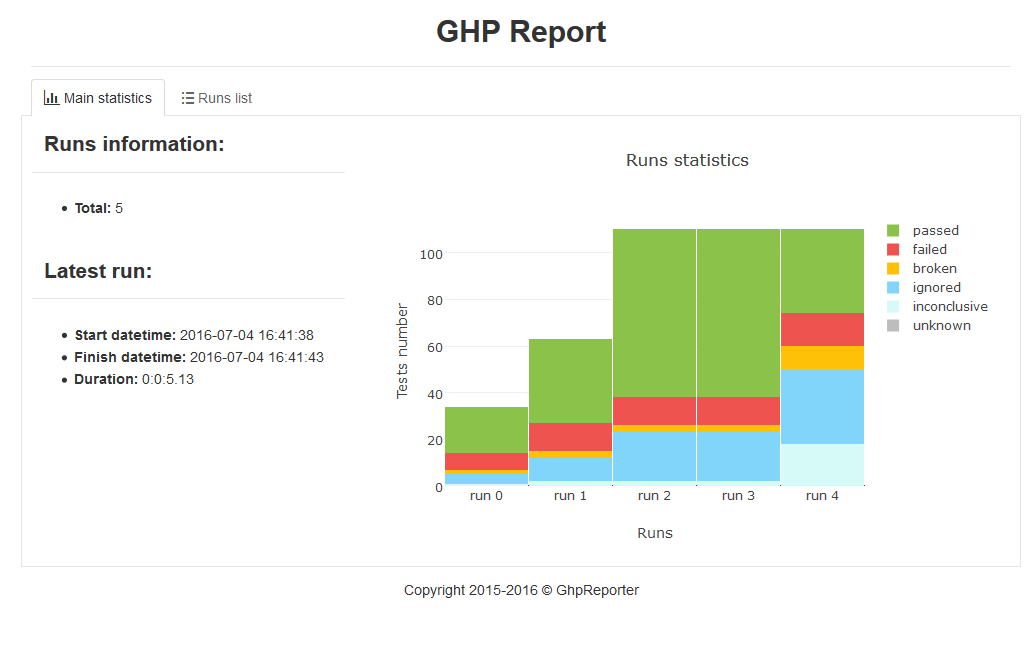 GHP Report
Main statistics
Runs list
Runs information:
Total: 5
Latest run:
Start datetime: 2016-07-04 16:41:38
Finish datetime: 2016-07-04 16:41:43
Duration: 0:0:5.13
Runs statistics
100
80
60
40
20
0
Tests number
run 0
run 1
run 2
run 3
run 4
Runs
passed
failed
broken
ignored
inconclusive
unknown
Copyright 2015-2016 © GhpReporter